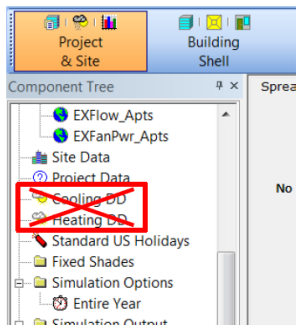 Project
& Site
Building
Shell
Component Tree
Sprea
EXFlow_Apts
EXFanPwr_Apts
Site Data
Project Data
No
Cooling DD
Heating DD
Standard US Holidays
Fixed Shades
Simulation Options
Entire Year
Simulation Output